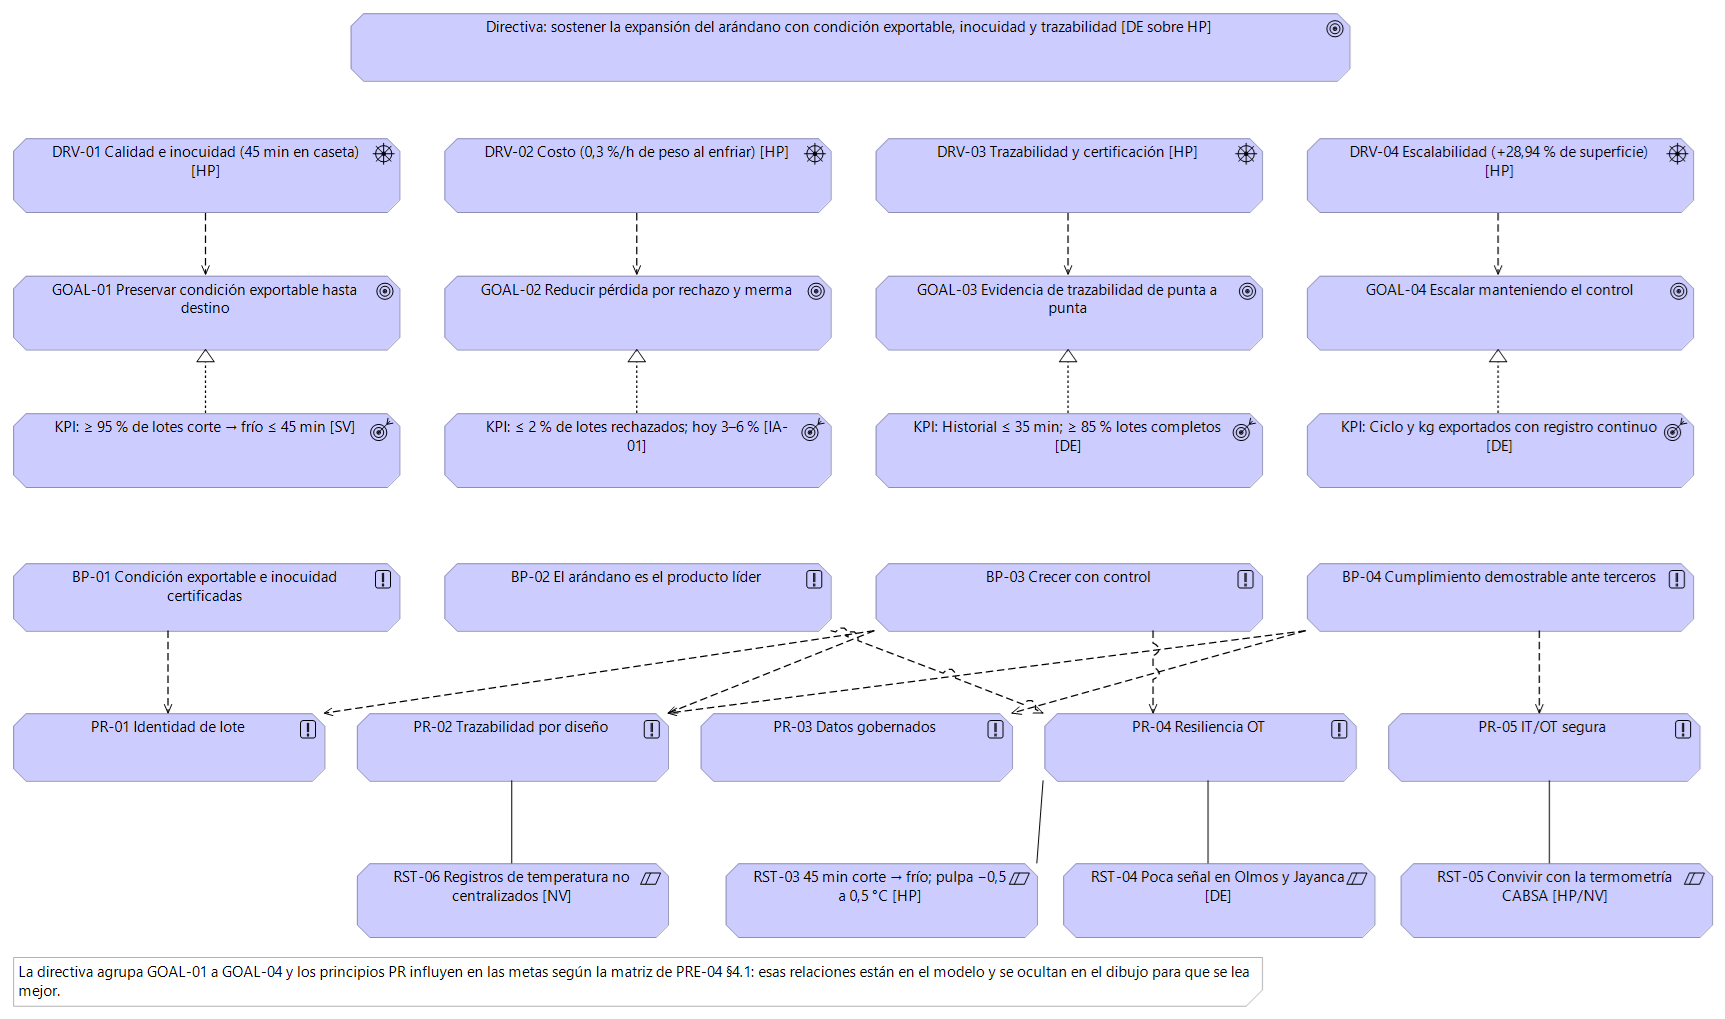 Directiva: sostener la expansión del arándano con condición exportable, inocuidad y trazabilidad [DE sobre HP]
DRV-01 Calidad e inocuidad (45 min en caseta)
[HP]
DRV-02 Costo (0,3 %/h de peso al enfriar) [HP]
DRV-03 Trazabilidad y certificación [HP]
DRV-04 Escalabilidad (+28,94 % de superficie)
[HP]
GOAL-01 Preservar condición exportable hasta
destino
GOAL-02 Reducir pérdida por rechazo y merma
GOAL-03 Evidencia de trazabilidad de punta a
punta
GOAL-04 Escalar manteniendo el control
KPI: ≥ 95 % de lotes corte → frío ≤ 45 min [SV]
KPI: ≤ 2 % de lotes rechazados; hoy 3–6 % [IA-
01]
KPI: Historial ≤ 35 min; ≥ 85 % lotes completos
[DE]
KPI: Ciclo y kg exportados con registro continuo
[DE]
BP-01 Condición exportable e inocuidad
certificadas
BP-02 El arándano es el producto líder
BP-03 Crecer con control
BP-04 Cumplimiento demostrable ante terceros
PR-01 Identidad de lote
PR-02 Trazabilidad por diseño
PR-03 Datos gobernados
PR-04 Resiliencia OT
PR-05 IT/OT segura
RST-06 Registros de temperatura no
centralizados [NV]
RST-03 45 min corte → frío; pulpa −0,5
a 0,5 °C [HP]
RST-04 Poca señal en Olmos y Jayanca
[DE]
RST-05 Convivir con la termometría
CABSA [HP/NV]
La directiva agrupa GOAL-01 a GOAL-04 y los principios PR influyen en las metas según la matriz de PRE-04 §4.1: esas relaciones están en el modelo y se ocultan en el dibujo para que se lea
mejor.